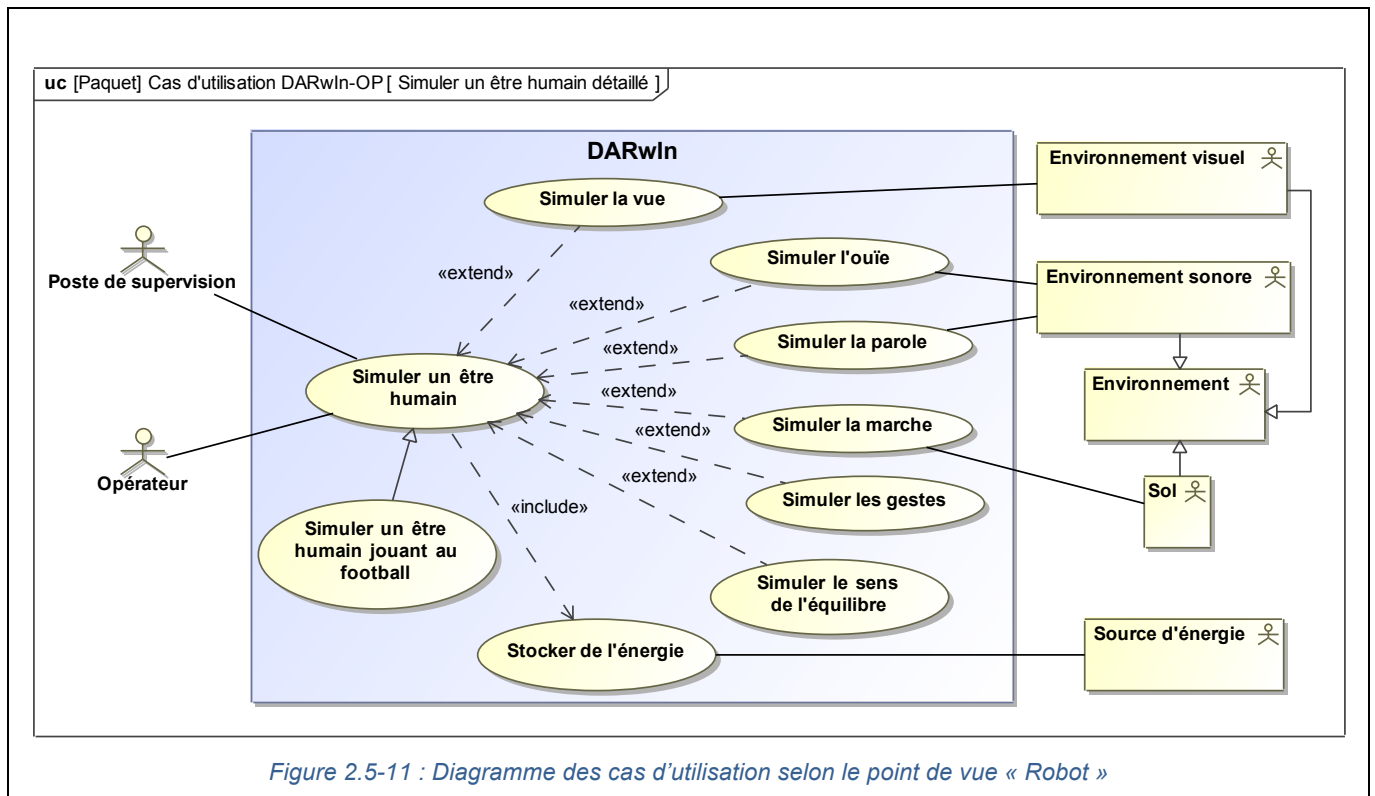 uc [Paquet] Cas d'utilisation DARwIn-OP [ Simuler un être humain détaillé ]
DARwIn
Environnement visuel
Simuler la vue
Simuler l'ouïe
«extend»
Poste de supervision
Environnement sonore
«extend»
Simuler la parole
«extend»
Simuler un être
humain
Environnement
«extend»
Simuler la marche
«extend»
Opérateur
«extend»
Sol
Simuler les gestes
«include»
Simuler un être
humain jouant au
football
Simuler le sens
de l'équilibre
Stocker de l'énergie
Source d'énergie
Figure 2.5-11 : Diagramme des cas d’utilisation selon le point de vue « Robot »